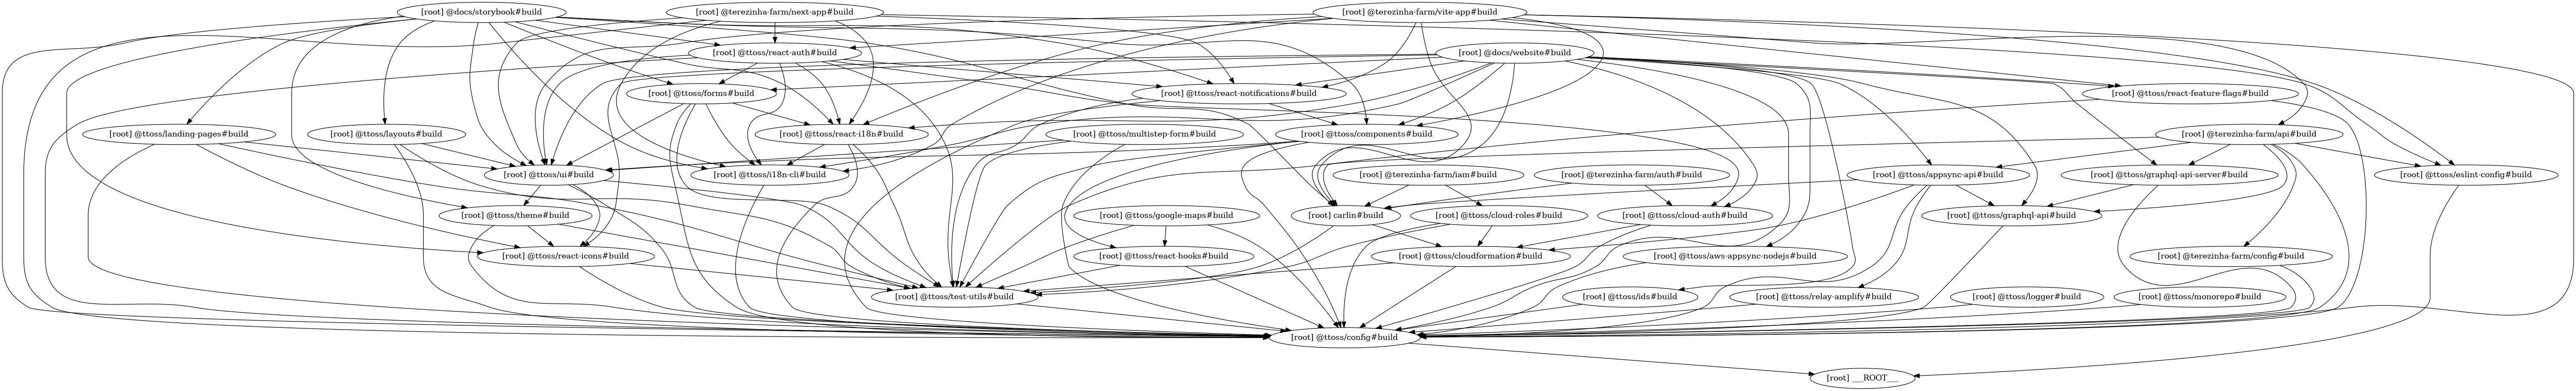 [root] @docs/storybook#build
[root] @terezinha-farm/next-app#build
[root] @terezinha-farm/vite-app#build
[root] @ttoss/react-auth#build
[root] @docs/website#build
[root] @ttoss/forms#build
[root] @ttoss/react-notifications#build
[root] @ttoss/react-feature-flags#build
[root] @ttoss/landing-pages#build
[root] @ttoss/layouts#build
[root] @ttoss/react-i18n#build
[root] @ttoss/multistep-form#build
[root] @ttoss/components#build
[root] @terezinha-farm/api#build
[root] @ttoss/ui#build
[root] @ttoss/i18n-cli#build
[root] @terezinha-farm/iam#build
[root] @terezinha-farm/auth#build
[root] @ttoss/appsync-api#build
[root] @ttoss/graphql-api-server#build
[root] @ttoss/eslint-config#build
[root] @ttoss/theme#build
[root] @ttoss/google-maps#build
[root] carlin#build
[root] @ttoss/cloud-roles#build
[root] @ttoss/cloud-auth#build
[root] @ttoss/graphql-api#build
[root] @ttoss/react-icons#build
[root] @ttoss/react-hooks#build
[root] @ttoss/cloudformation#build
[root] @ttoss/aws-appsync-nodejs#build
[root] @terezinha-farm/config#build
[root] @ttoss/test-utils#build
[root] @ttoss/ids#build
[root] @ttoss/relay-amplify#build
[root] @ttoss/logger#build
[root] @ttoss/monorepo#build
[root] @ttoss/config#build
[root] ___ROOT___